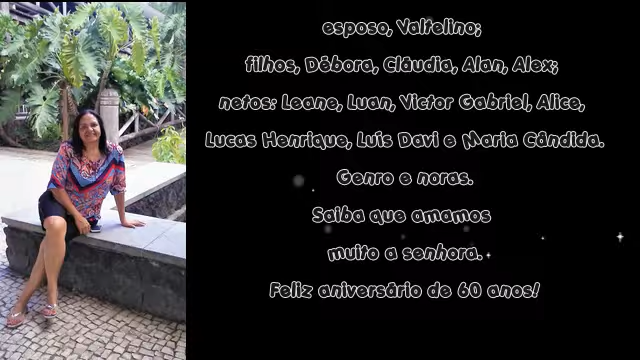 esposo, Valtelino;
filhos, Débora, Cláudia, Alan, Alex;
netos: Leane, Luan, Victor Gabriel, Alice,
Lucas Henrique, Luís Davi e Maria Cândida.
Genro e noras.
Saiba que amamos
muito a senhora.
Feliz aniversário de 60 anos!